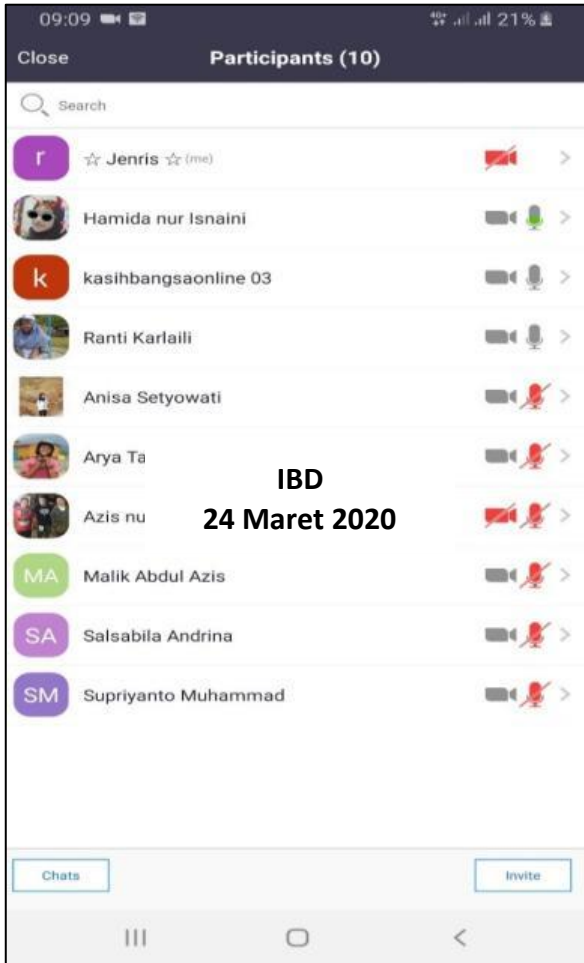 09:09 21%
Close Participants (10)
Search
r ☆ Jenris ☆ (me)
Hamida nur Isnaini
k kasihbangsaonline 03
Ranti Karlaili
Anisa Setyowati
Arya Ta
IBD
Azis nu
24 Maret 2020
MA Malik Abdul Azis
SA Salsabila Andrina
SM Supriyanto Muhammad
Chats Invite